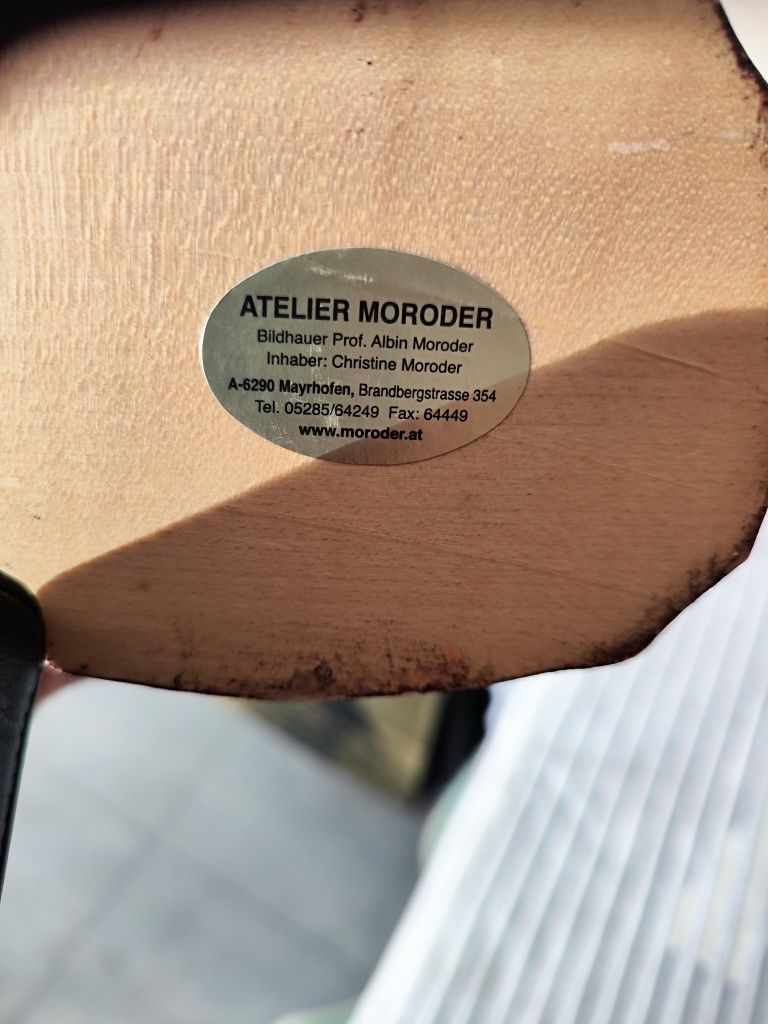 ATELIER MORODER
Bildhauer Prof. Albin Moroder
Inhaber: Christine Moroder
A-6290 Mayrhofen, Brandbergstrasse 354
Tel. 05285/64249 Fax: 64449
www.moroder.at